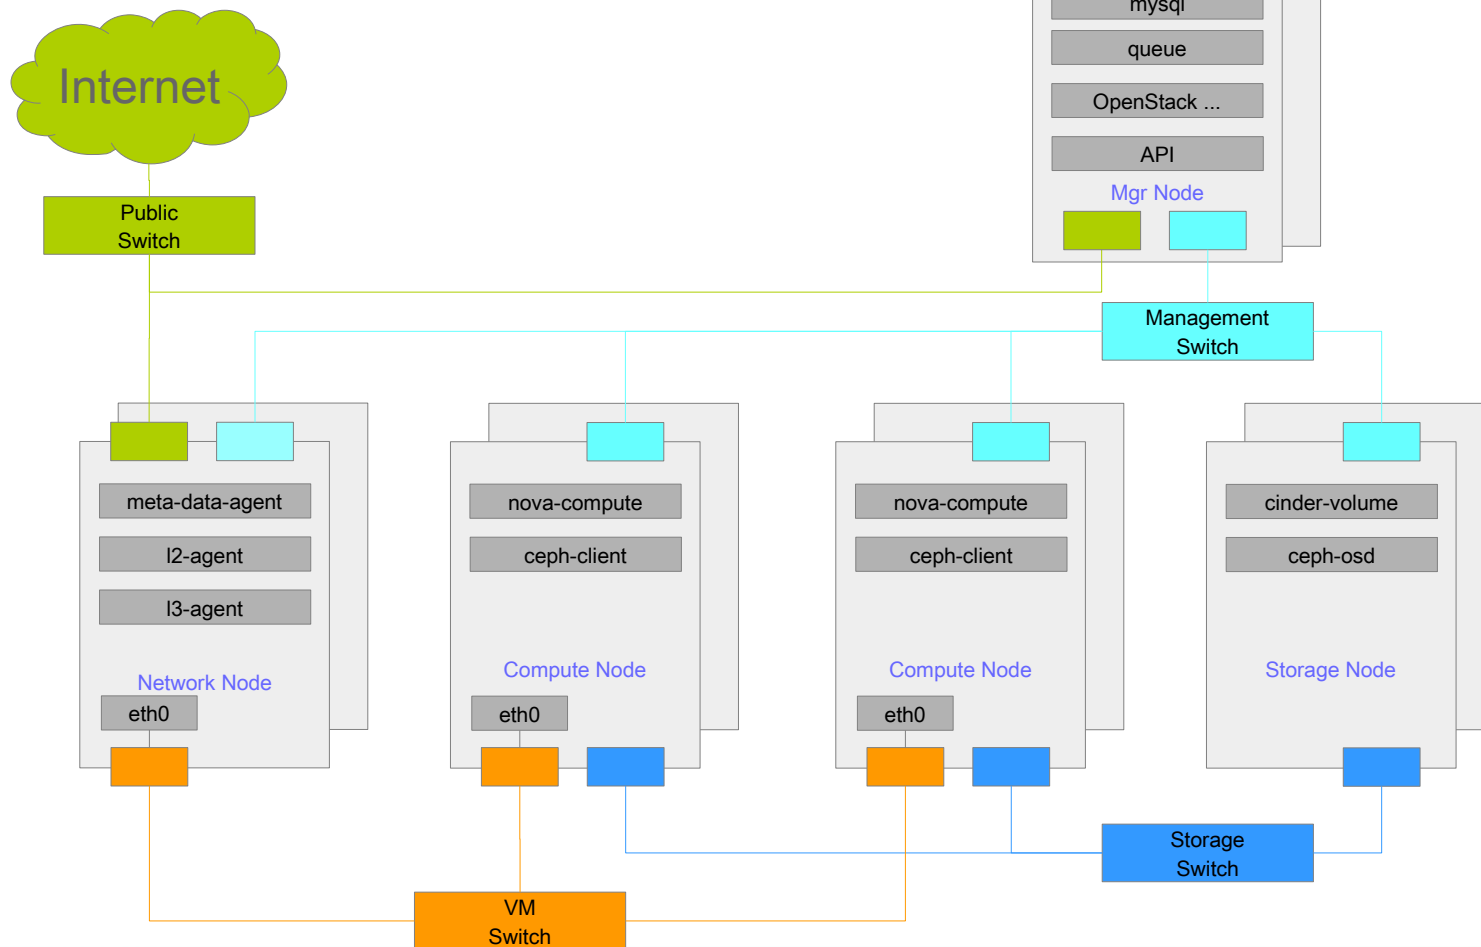 mysql
queue
OpenStack ...
API
Mgr Node
Internet
Public
Switch
Management
Switch
meta-data-agent
l2-agent
l3-agent
Network Node
eth0
nova-compute
ceph-client
Compute Node
eth0
nova-compute
ceph-client
Compute Node
eth0
cinder-volume
ceph-osd
Storage Node
Storage
Switch
VM
Switch